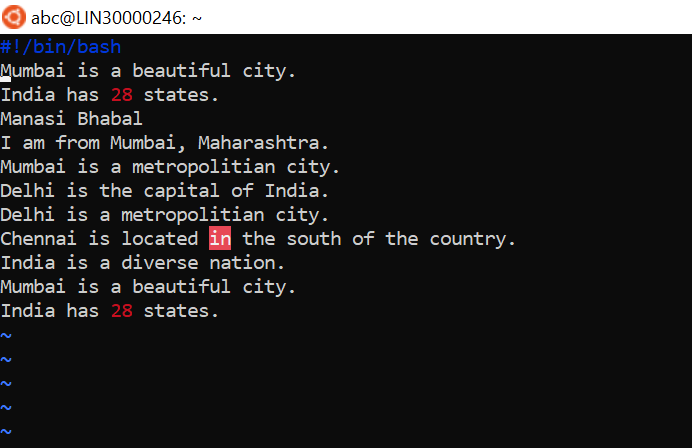 abc@LIN30000246: ~
#!/bin/bash
Mumbai is a beautiful city.
India has 28 states.
Manasi Bhabal
I am from Mumbai, Maharashtra.
Mumbai is a metropolitian city.
Delhi is the capital of India.
Delhi is a metropolitian city.
Chennai is located in the south of the country.
India is a diverse nation.
Mumbai is a beautiful city.
India has 28 states.
~
~
~
~
~